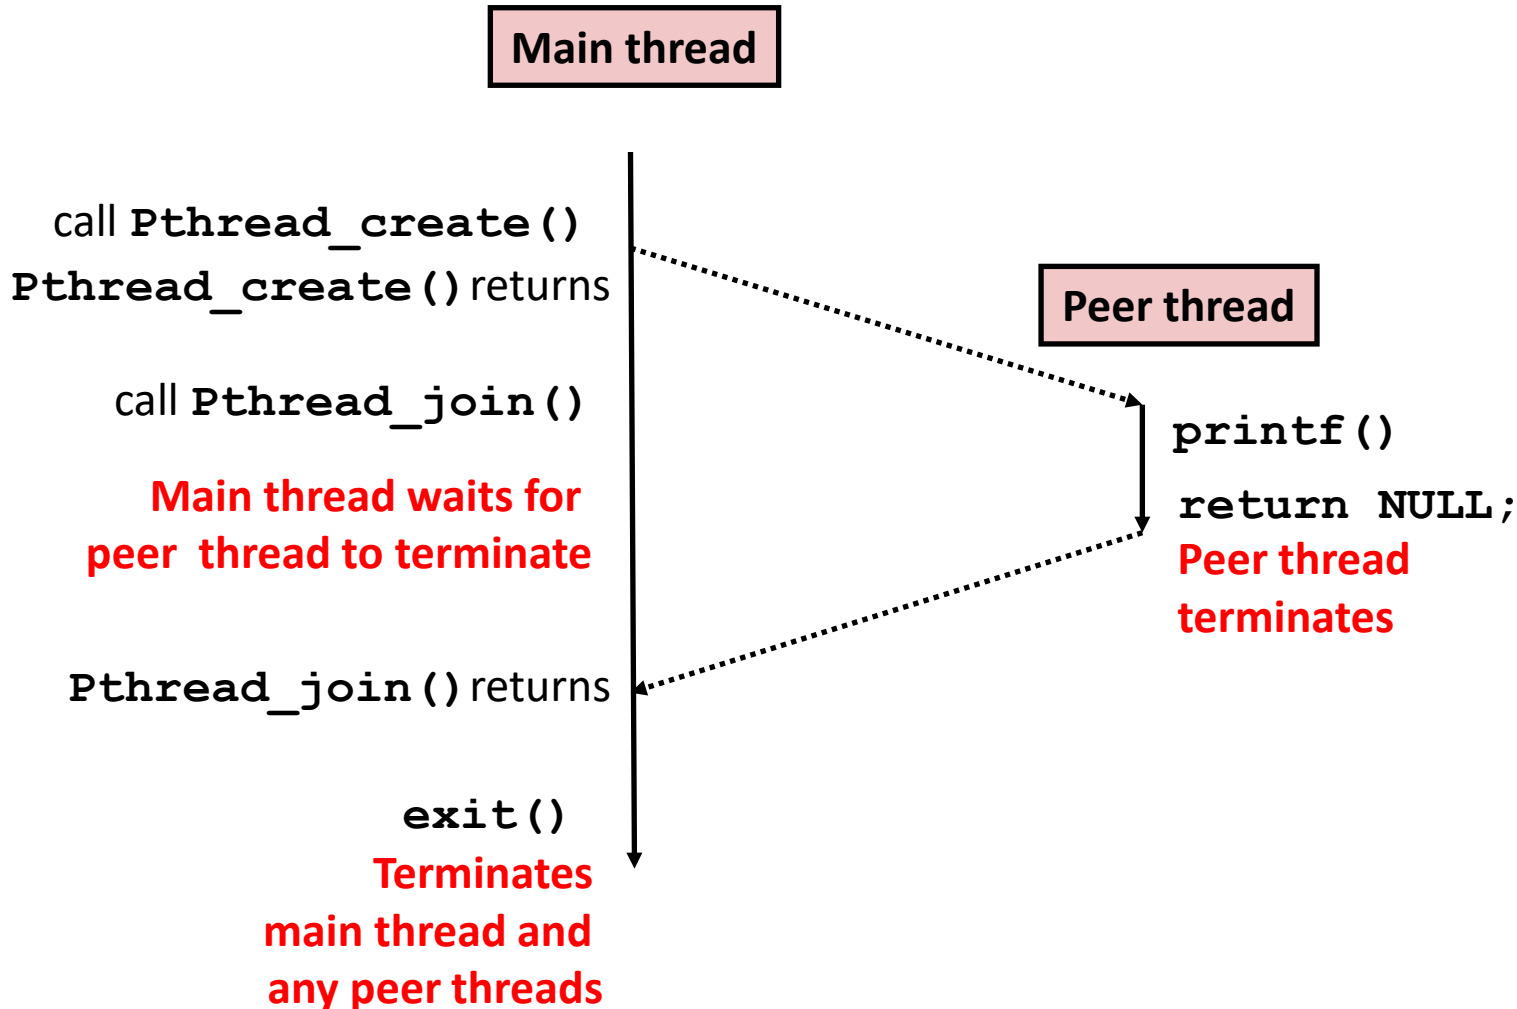 Main thread
call Pthread_create()
Pthread_create() returns
Peer thread
call Pthread_join()
printf()
Main thread waits for
peer thread to terminate
return NULL;
Peer thread
terminates
Pthread_join() returns
exit()
Terminates
main thread and
any peer threads